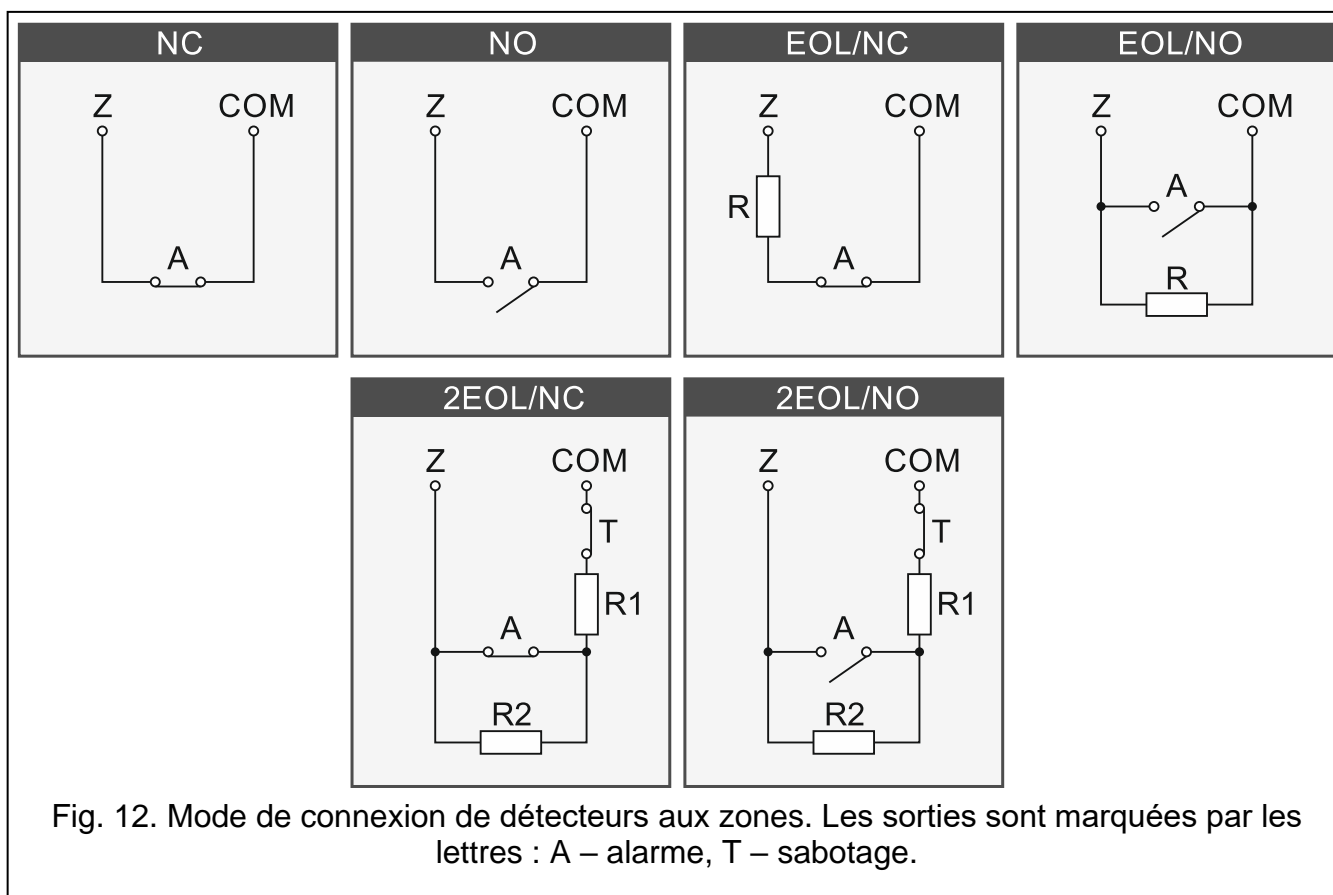 NC
Z COM
A
NO
Z COM
A
EOL/NC
Z COM
R
A
EOL/NO
Z COM
A
R
2EOL/NC
Z COM
T
R1
A
R2
2EOL/NO
Z COM
T
R1
A
R2
Fig. 12. Mode de connexion de détecteurs aux zones. Les sorties sont marquées par les
lettres : A – alarme, T – sabotage.